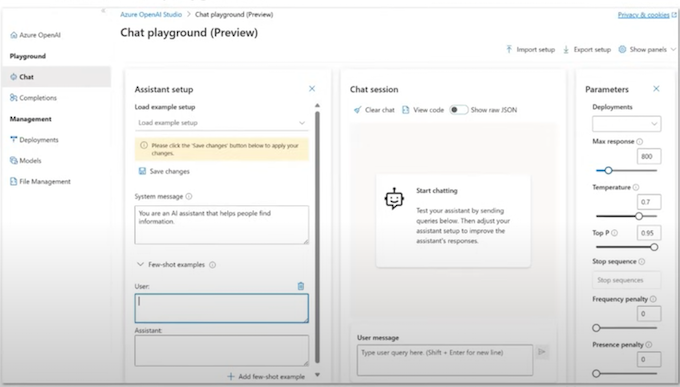 Azure OpenAI Studio > Chat playground (Preview)
Privacy & cookies
Chat playground (Preview)
Import setup
Export setup
Show panels
Azure OpenAI
Playground
Chat
Completions
Management
Deployments
Models
File Management
Assistant setup
Load example setup
Load example setup
Please click the 'Save changes' button below to apply your
changes.
Save changes
System message
You are an AI assistant that helps people find
information.
Few-shot examples
User:
Assistant:
+ Add few-shot example
Chat session
Clear chat
View code
Show raw JSON
Start chatting
Test your assistant by sending
queries below. Then adjust your
assistant setup to improve the
assistant's responses.
User message
Type user query here. (Shift + Enter for new line)
Parameters
Deployments
Max response
800
Temperature
0.7
Top P
0.95
Stop sequence
Stop sequences
Frequency penalty
0
Presence penalty
0